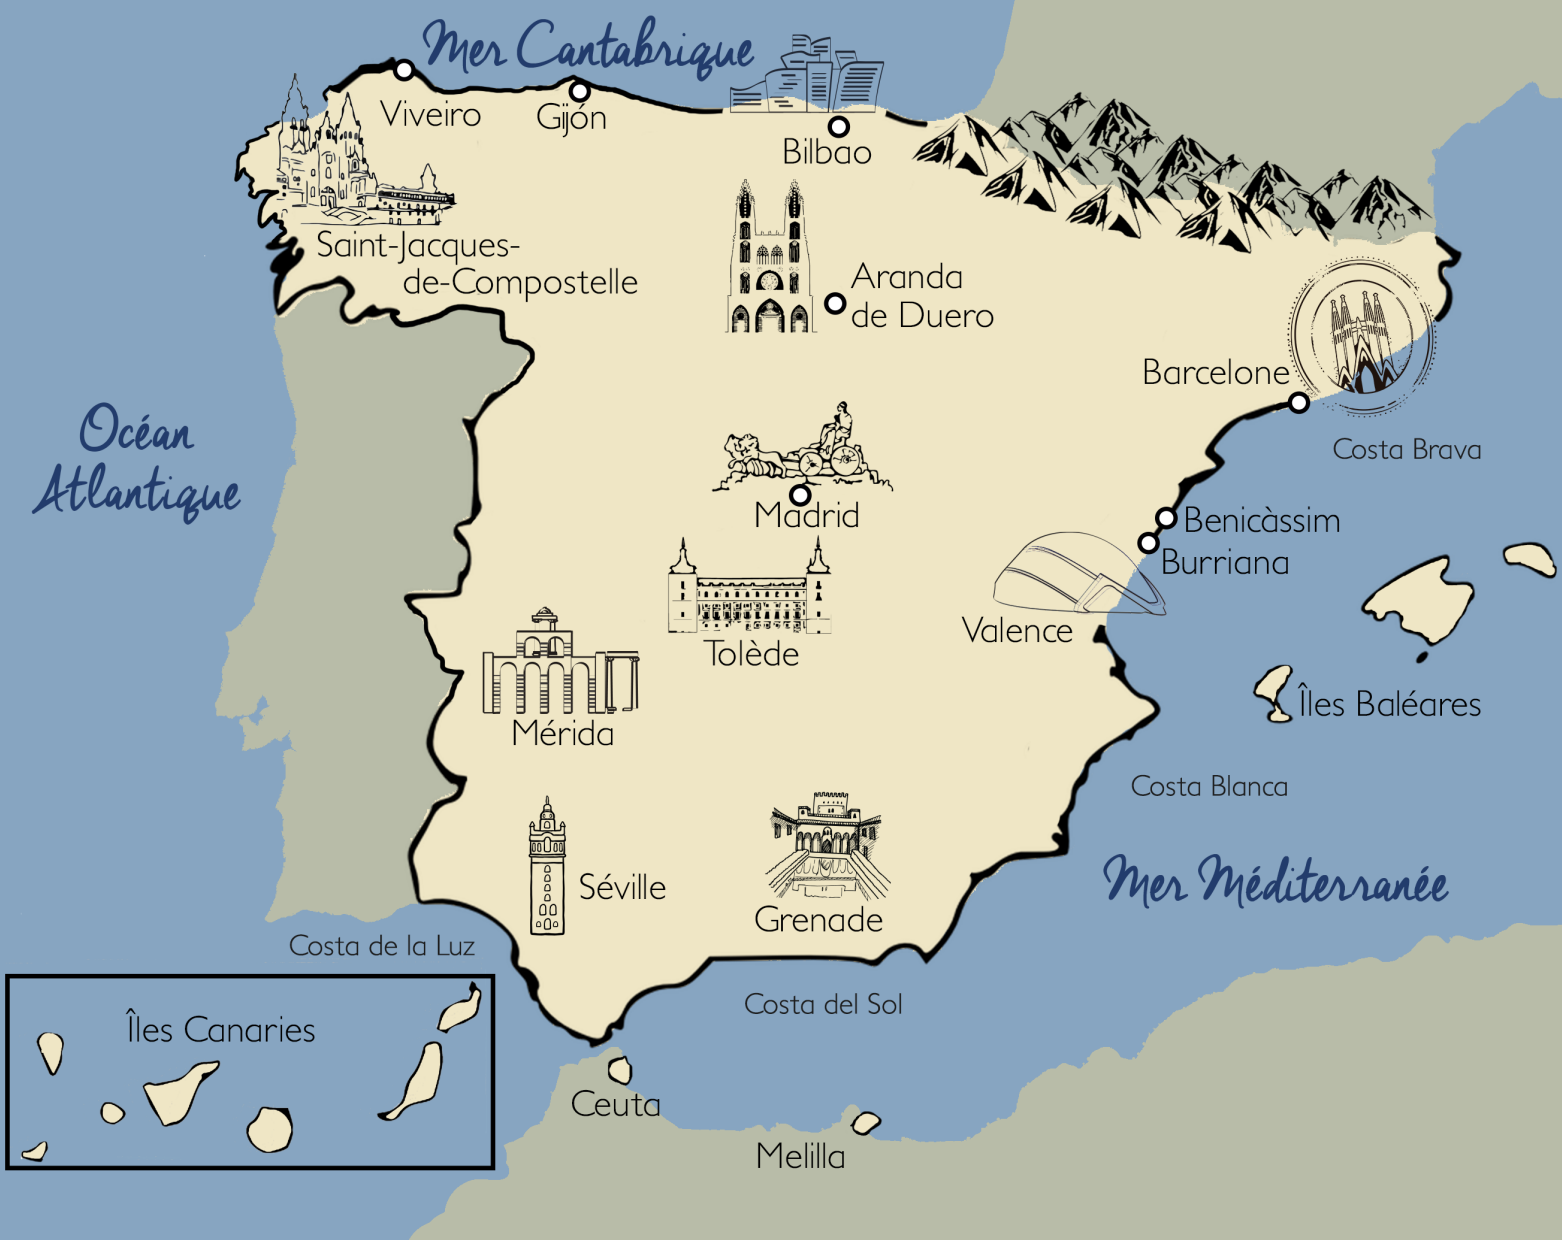 Mer Cantabrique
Viveiro
Gijón
Bilbao
Saint-Jacques-
de-Compostelle
Aranda
de Duero
Barcelone
Océan
Atlantique
Costa Brava
Madrid
Benicàssim
Burriana
Valence
Tolède
Îles Baléares
Mérida
Costa Blanca
Séville
Grenade
Mer Méditerranée
Costa de la Luz
Costa del Sol
Îles Canaries
Ceuta
Melilla